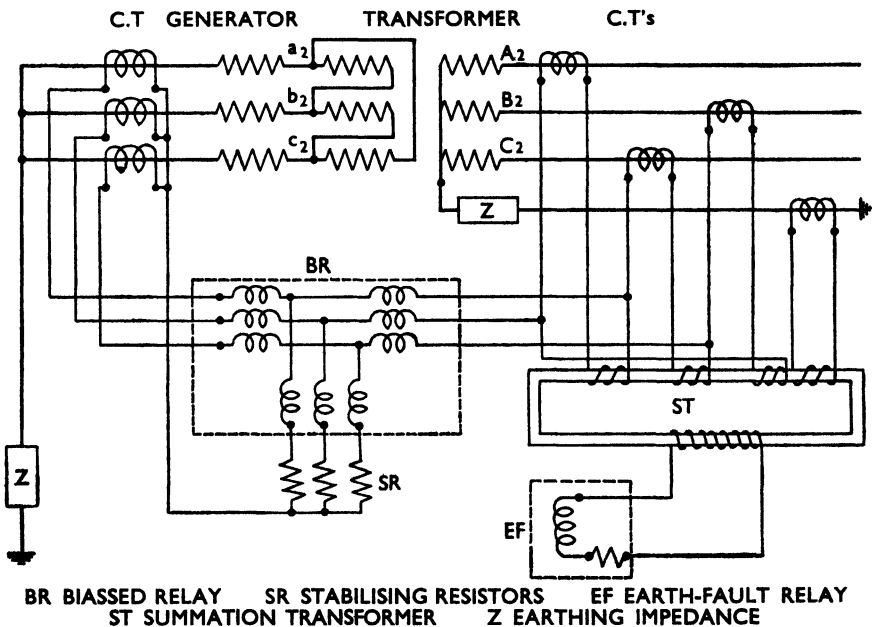 C.T GENERATOR TRANSFORMER C.T's
a2 A2
b2 B2
c2 C2
Z
BR
ST
Z SR
EF
BR BIASSED RELAY SR STABILISING RESISTORS EF EARTH-FAULT RELAY
ST SUMMATION TRANSFORMER Z EARTHING IMPEDANCE